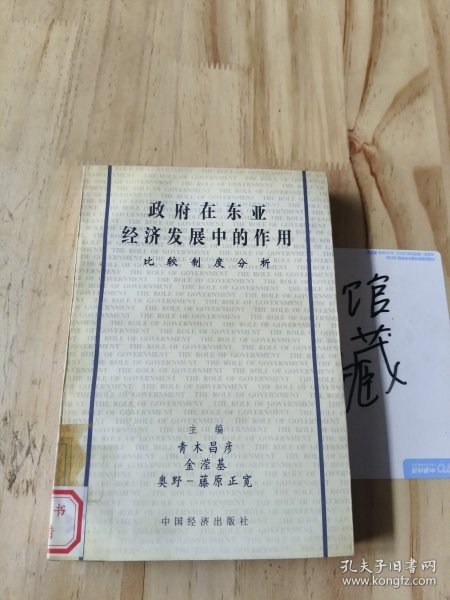 政府在东亚
经济发展中的作用
比较制度分析
主编
青木昌彦
金滢基
奥野－藤原正宽
中国经济出版社
THE ROLE OF GOVERNMENT
书
馆
藏
孔夫子旧书网
www.kongfz.com